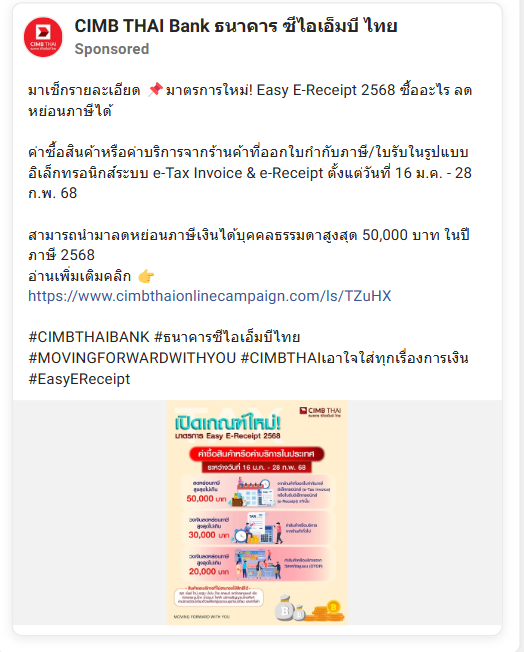 CIMB THAI Bank ธนาคาร ซีไอเอ็มบี ไทย
Sponsored
มาเช็กรายละเอียด 📌 มาตรการใหม่! Easy E-Receipt 2568 ซื้ออะไร ลด
หย่อนภาษีได้
ค่าซื้อสินค้าหรือค่าบริการจากร้านค้าที่ออกใบกำกับภาษี/ใบรับในรูปแบบ
อิเล็กทรอนิกส์ระบบ e-Tax Invoice & e-Receipt ตั้งแต่วันที่ 16 ม.ค. - 28
ก.พ. 68
สามารถนำมาลดหย่อนภาษีเงินได้บุคคลธรรมดาสูงสุด 50,000 บาท ในปี
ภาษี 2568
อ่านเพิ่มเติมคลิก 👉
https://www.cimbthaionlinecampaign.com/ls/TZuHX
#CIMBTHAIBANK #ธนาคารซีไอเอ็มบีไทย
#MOVINGFORWARDWITHYOU #CIMBTHAIเอาใจใส่ทุกเรื่องการเงิน
#EasyEReceipt
CIMB THAI
เปิดเกณฑ์ใหม่!
มาตรการ Easy E-Receipt 2568
ค่าซื้อสินค้าหรือค่าบริการในประเทศ
ระหว่างวันที่ 16 ม.ค. - 28 ก.พ. 68
ลดหย่อนภาษี
สูงสุดไม่เกิน
50,000 บาท
วงเงินลดหย่อนภาษี
สูงสุดไม่เกิน
30,000 บาท
วงเงินลดหย่อนภาษี
สูงสุดไม่เกิน
20,000 บาท
MOVING FORWARD WITH YOU